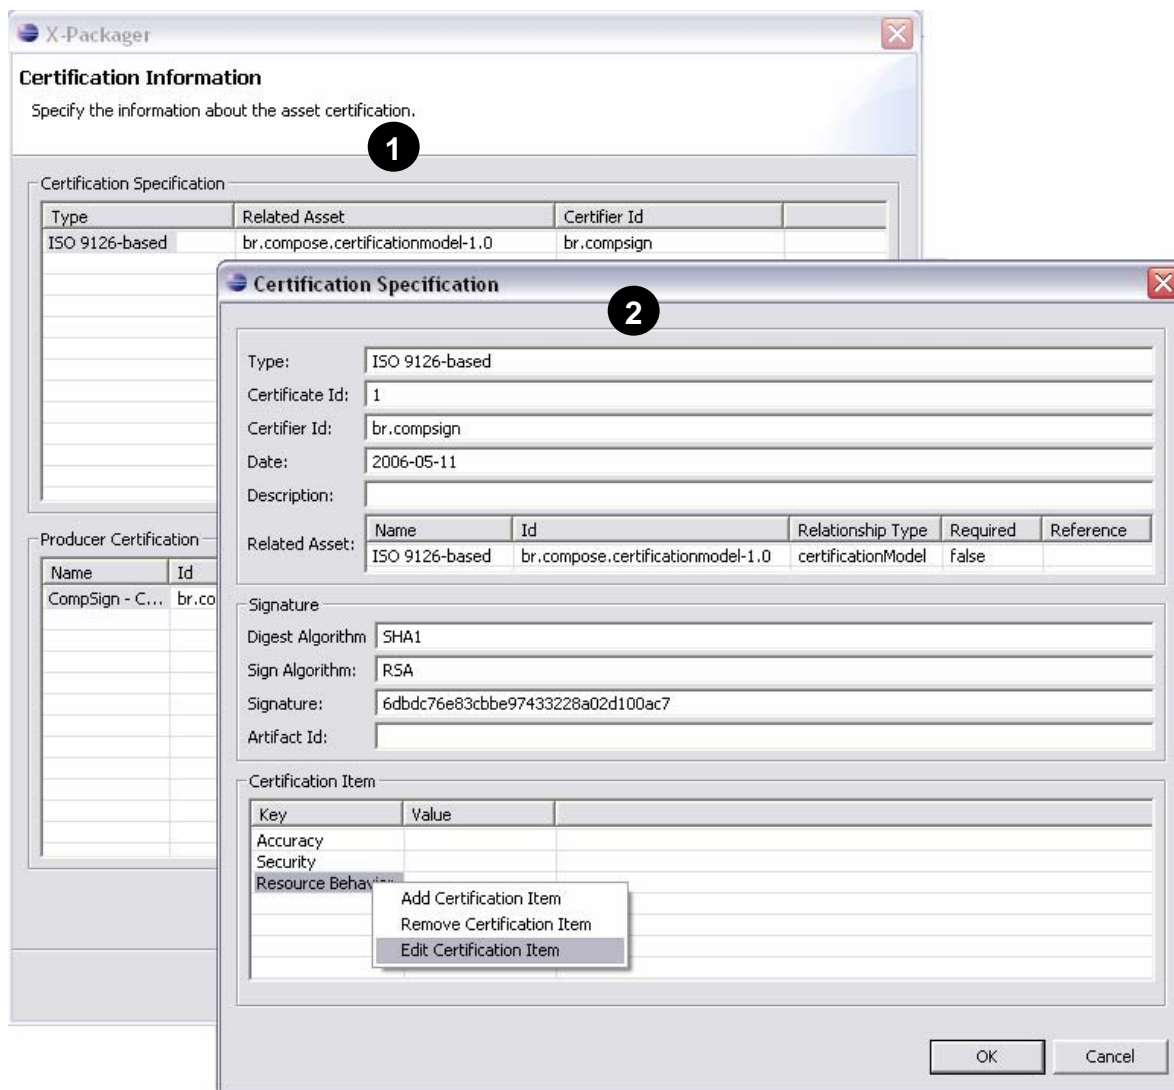 X-Packager
Certification Information
Specify the information about the asset certification.
1
Certification Specification
Type Related Asset Certifier Id
ISO 9126-based br.compose.certificationmodel-1.0 br.compsign
Producer Certification
Name Id
CompSign - C... br.co
Certification Specification
2
Type: ISO 9126-based
Certificate Id: 1
Certifier Id: br.compsign
Date: 2006-05-11
Description:
Related Asset:
Name Id Relationship Type Required Reference
ISO 9126-based br.compose.certificationmodel-1.0 certificationModel false
Signature
Digest Algorithm SHA1
Sign Algorithm: RSA
Signature: 6dbdc76e83cbbe97433228a02d100ac7
Artifact Id:
Certification Item
Key Value
Accuracy
Security
Resource Behavior
Add Certification Item
Remove Certification Item
Edit Certification Item
OK Cancel